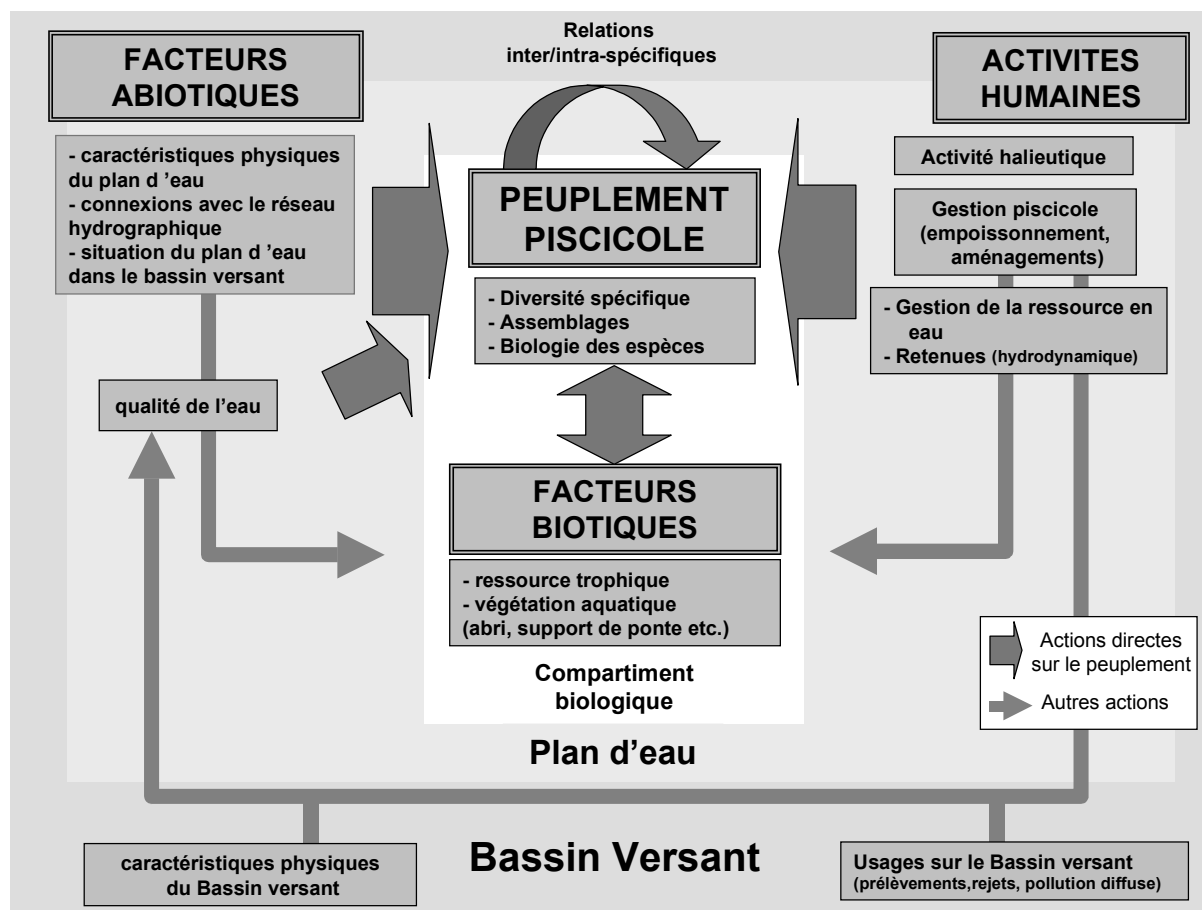 Relations
inter/intra-spécifiques
FACTEURS
ABIOTIQUES
- caractéristiques physiques
du plan d ’eau
- connexions avec le réseau
hydrographique
- situation du plan d ’eau
dans le bassin versant
qualité de l’eau
PEUPLEMENT
PISCICOLE
- Diversité spécifique
- Assemblages
- Biologie des espèces
FACTEURS
BIOTIQUES
- ressource trophique
- végétation aquatique
(abri, support de ponte etc.)
Compartiment
biologique
ACTIVITES
HUMAINES
Activité halieutique
Gestion piscicole
(empoissonnement,
aménagements)
- Gestion de la ressource en
eau
- Retenues (hydrodynamique)
Actions directes
sur le peuplement
Autres actions
Plan d’eau
Bassin Versant
caractéristiques physiques
du Bassin versant
Usages sur le Bassin versant
(prélèvements,rejets, pollution diffuse)